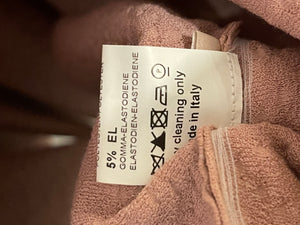 5% EL
GOMMA-ELASTODIENE
ELASTODIEN-ELASTODIENE
P
cleaning only
in Italy